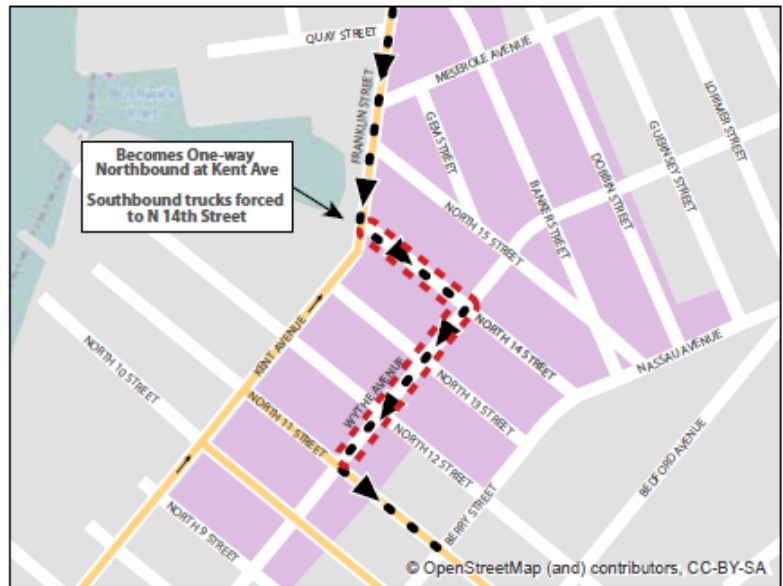 QUAY STREET
MESEROLE AVENUE
FRANKLIN STREET
GEM STREET
BANKER STREET
DOBBIN STREET
GUERNSEY STREET
LORIMER STREET
Becomes One-way
Northbound at Kent Ave
Southbound trucks forced
to N 14th Street
NORTH 15 STREET
NORTH 14 STREET
NASSAU AVENUE
KENT AVENUE
WYTHE AVENUE
NORTH 13 STREET
NORTH 10 STREET
NORTH 11 STREET
NORTH 12 STREET
BERRY STREET
BEDFORD AVENUE
NORTH 9 STREET
© OpenStreetMap (and) contributors, CC-BY-SA